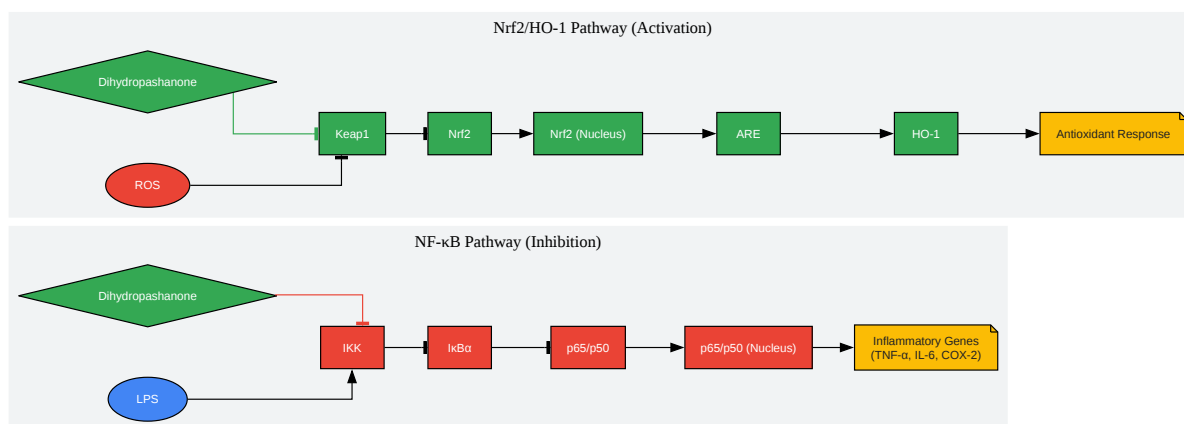 Nrf2/HO-1 Pathway (Activation)
Dihydropashanone
Keap1
Nrf2
Nrf2 (Nucleus)
ARE
HO-1
Antioxidant Response
ROS
NF-κB Pathway (Inhibition)
Dihydropashanone
IKK
IκBα
p65/p50
p65/p50 (Nucleus)
Inflammatory Genes
(TNF-α, IL-6, COX-2)
LPS